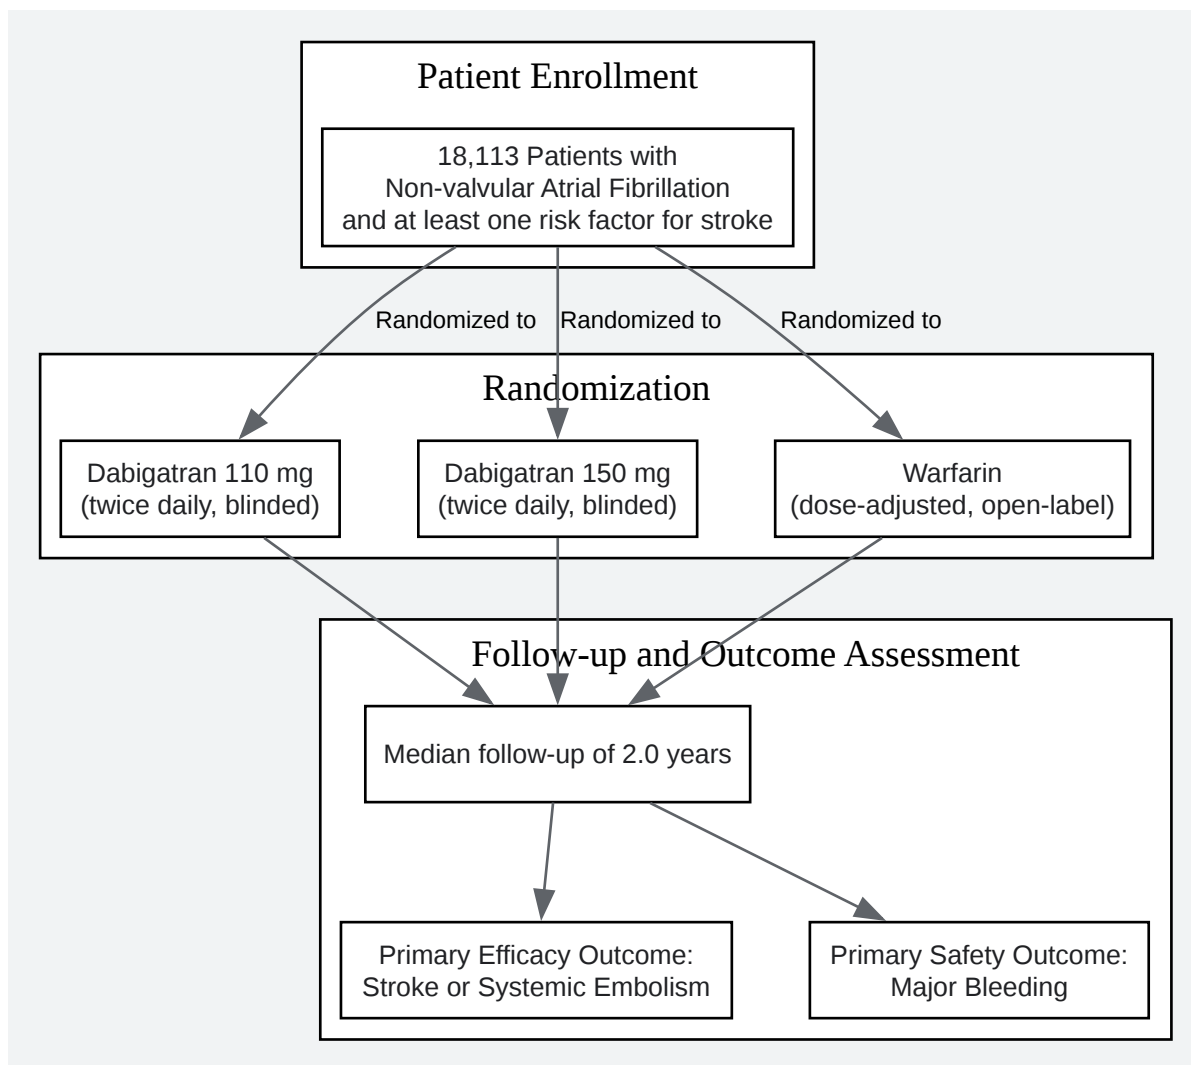 Patient Enrollment
18,113 Patients with
Non-valvular Atrial Fibrillation
and at least one risk factor for stroke
Randomized to
Randomized to
Randomized to
Randomization
Dabigatran 110 mg
(twice daily, blinded)
Dabigatran 150 mg
(twice daily, blinded)
Warfarin
(dose-adjusted, open-label)
Follow-up and Outcome Assessment
Median follow-up of 2.0 years
Primary Efficacy Outcome:
Stroke or Systemic Embolism
Primary Safety Outcome:
Major Bleeding